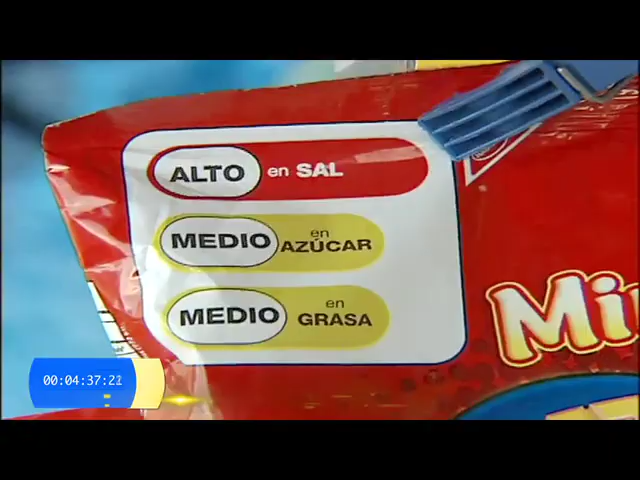 ALTO en SAL
MEDIO en AZÚCAR
MEDIO en GRASA
Mi
00:04:37:21